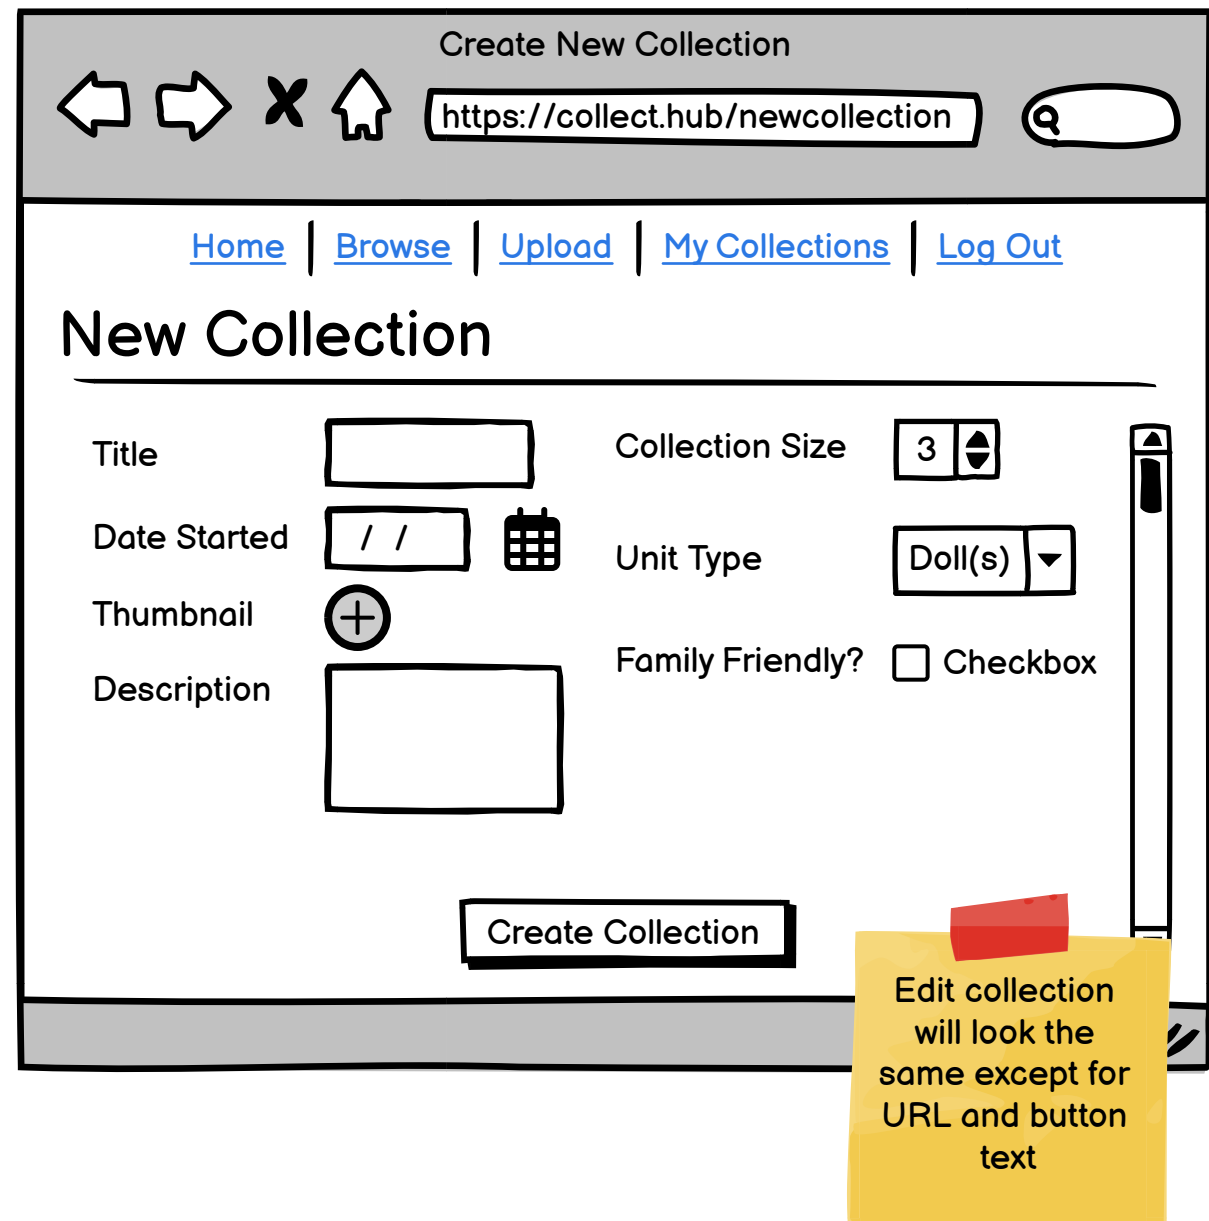 Create New Collection
https://collect.hub/newcollection
Home | Browse | Upload | My Collections | Log Out
New Collection
Title
Date Started / /
Thumbnail
Description
Collection Size 3
Unit Type Doll(s)
Family Friendly? Checkbox
Create Collection
Edit collection
will look the
same except for
URL and button
text